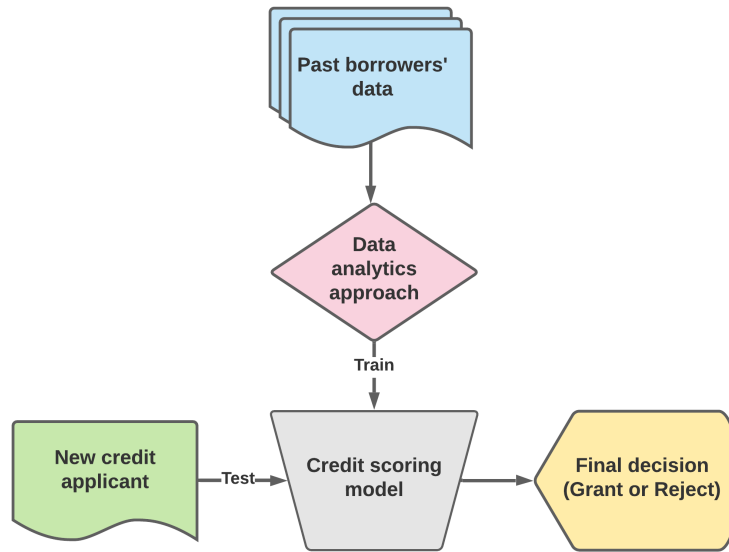 Past borrowers'
data
Data
analytics
approach
Train
New credit
applicant
Test
Credit scoring
model
Final decision
(Grant or Reject)